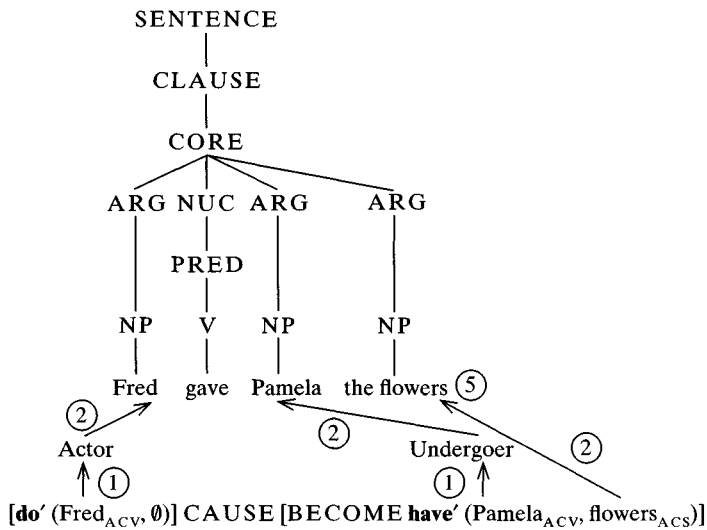 SENTENCE
CLAUSE
CORE
ARG NUC ARG ARG
PRED
NP V NP NP
Fred gave Pamela the flowers ⑤
② ② ②
Actor Undergoer
① ①
[do′ (Fred_ACV, Ø)] CAUSE [BECOME have′ (Pamela_ACV, flowers_ACS)]